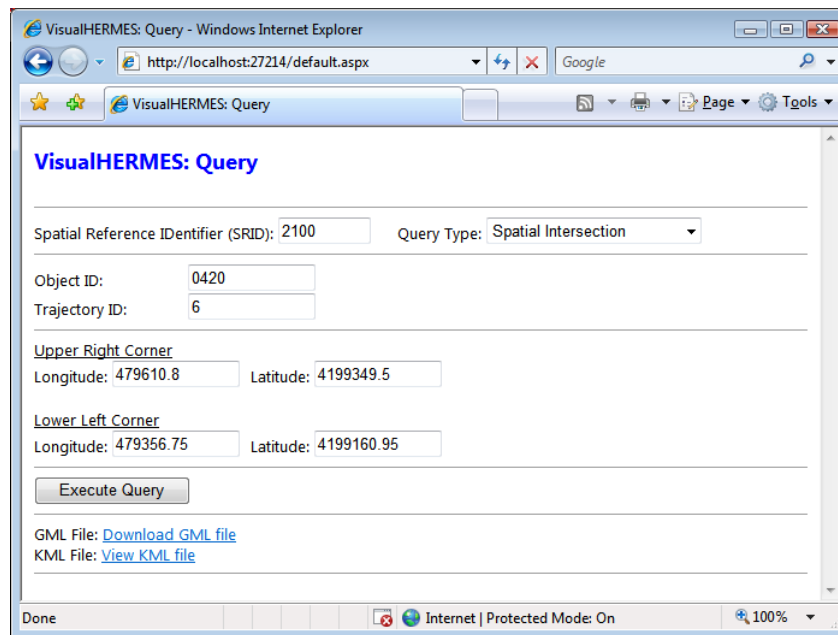 VisualHERMES: Query - Windows Internet Explorer
http://localhost:27214/default.aspx
Google
VisualHERMES: Query
Page
Tools
VisualHERMES: Query
Spatial Reference IDentifier (SRID): 2100 Query Type: Spatial Intersection
Object ID: 0420
Trajectory ID: 6
Upper Right Corner
Longitude: 479610.8 Latitude: 4199349.5
Lower Left Corner
Longitude: 479356.75 Latitude: 4199160.95
Execute Query
GML File: Download GML file
KML File: View KML file
Done Internet | Protected Mode: On 100%